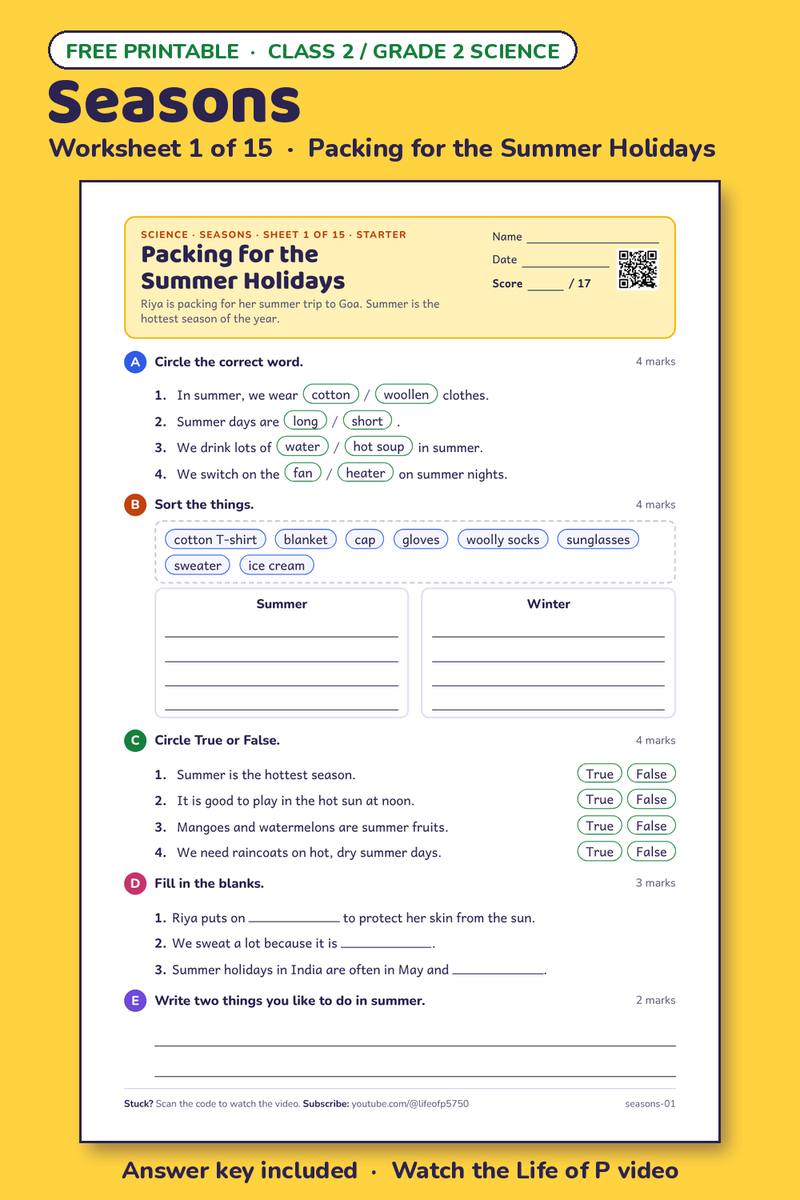 FREE PRINTABLE · CLASS 2 / GRADE 2 SCIENCE
Seasons
Worksheet 1 of 15 · Packing for the Summer Holidays
SCIENCE · SEASONS · SHEET 1 OF 15 · STARTER
Packing for the
Summer Holidays
Riya is packing for her summer trip to Goa. Summer is the
hottest season of the year.
Name
Date
Score / 17
A Circle the correct word. 4 marks
1. In summer, we wear cotton / woollen clothes.
2. Summer days are long / short .
3. We drink lots of water / hot soup in summer.
4. We switch on the fan / heater on summer nights.
B Sort the things. 4 marks
cotton T-shirt blanket cap gloves woolly socks sunglasses
sweater ice cream
Summer Winter
C Circle True or False. 4 marks
1. Summer is the hottest season. True False
2. It is good to play in the hot sun at noon. True False
3. Mangoes and watermelons are summer fruits. True False
4. We need raincoats on hot, dry summer days. True False
D Fill in the blanks. 3 marks
1. Riya puts on ____________ to protect her skin from the sun.
2. We sweat a lot because it is ____________.
3. Summer holidays in India are often in May and ____________.
E Write two things you like to do in summer. 2 marks
Stuck? Scan the code to watch the video. Subscribe: youtube.com/@lifeofp5750 seasons-01
Answer key included · Watch the Life of P video